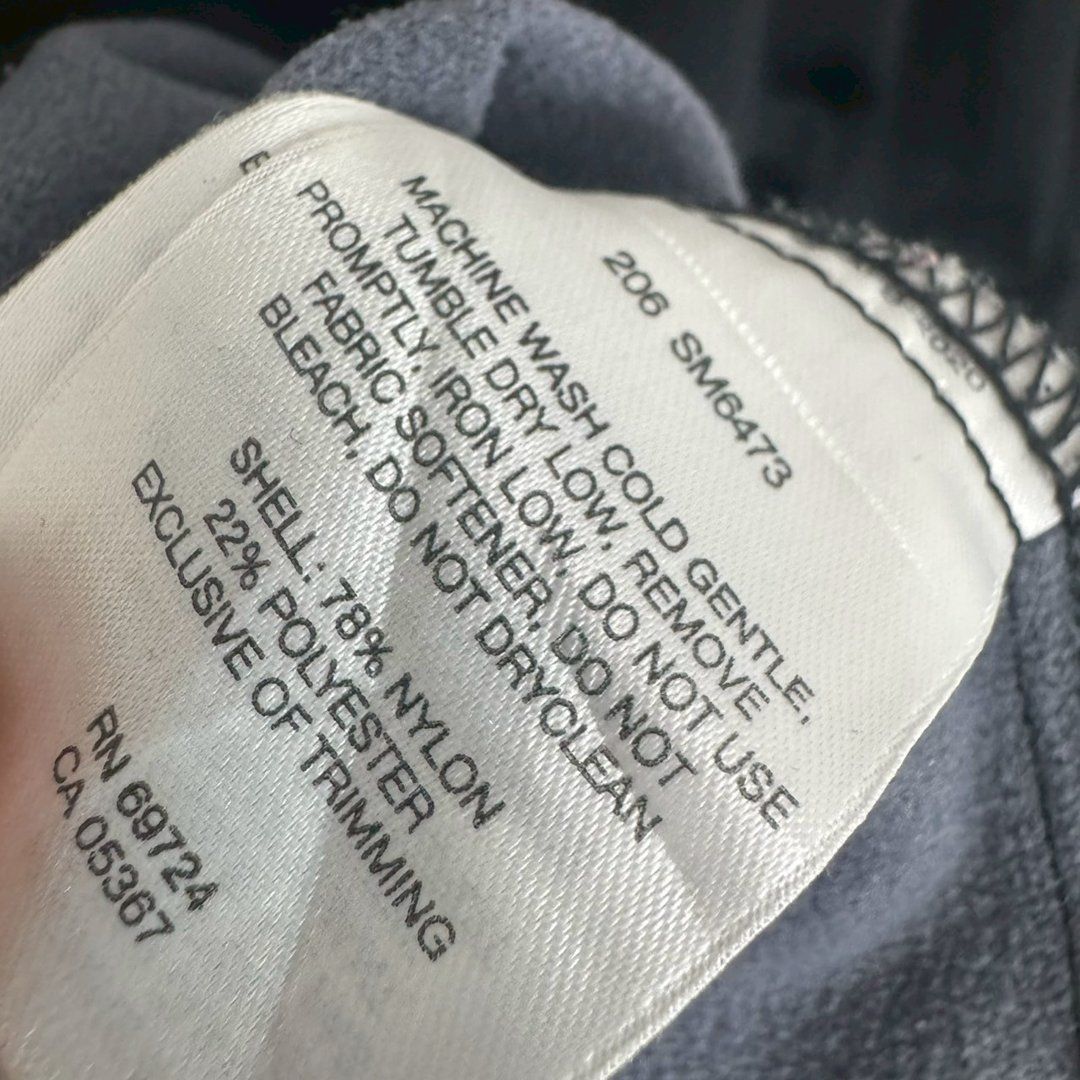 206 SM6473
MACHINE WASH COLD GENTLE,
TUMBLE DRY LOW, REMOVE
PROMPTLY, IRON LOW, DO NOT USE
FABRIC SOFTENER, DO NOT
BLEACH, DO NOT DRYCLEAN
SHELL: 78% NYLON
22% POLYESTER
EXCLUSIVE OF TRIMMING
RN 69724
CA 05367